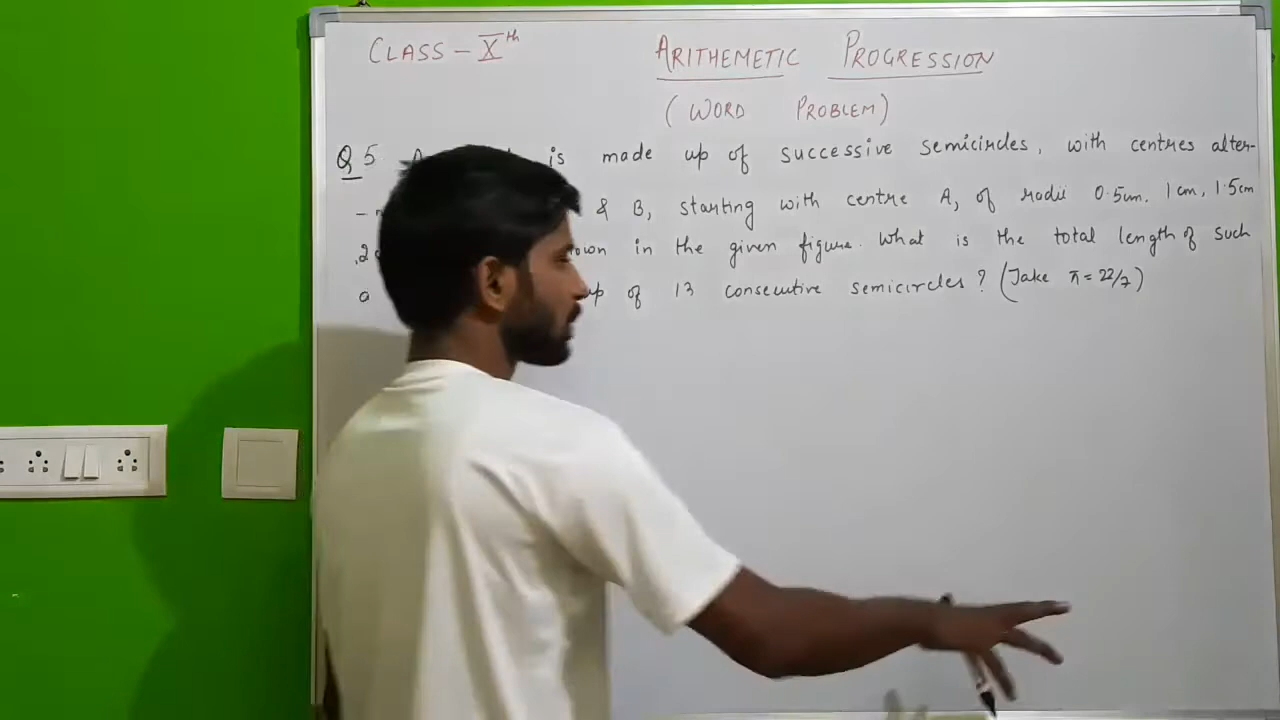 CLASS - Xth
ARITHEMETIC PROGRESSION
(WORD PROBLEM)
Q 5 A is made up of successive semicircles, with centres alter-
& B, starting with centre A, of radii 0.5cm. 1cm, 1.5cm
in the given figure. What is the total length of such
a up of 13 consecutive semicircles? (Take π = 22/7)